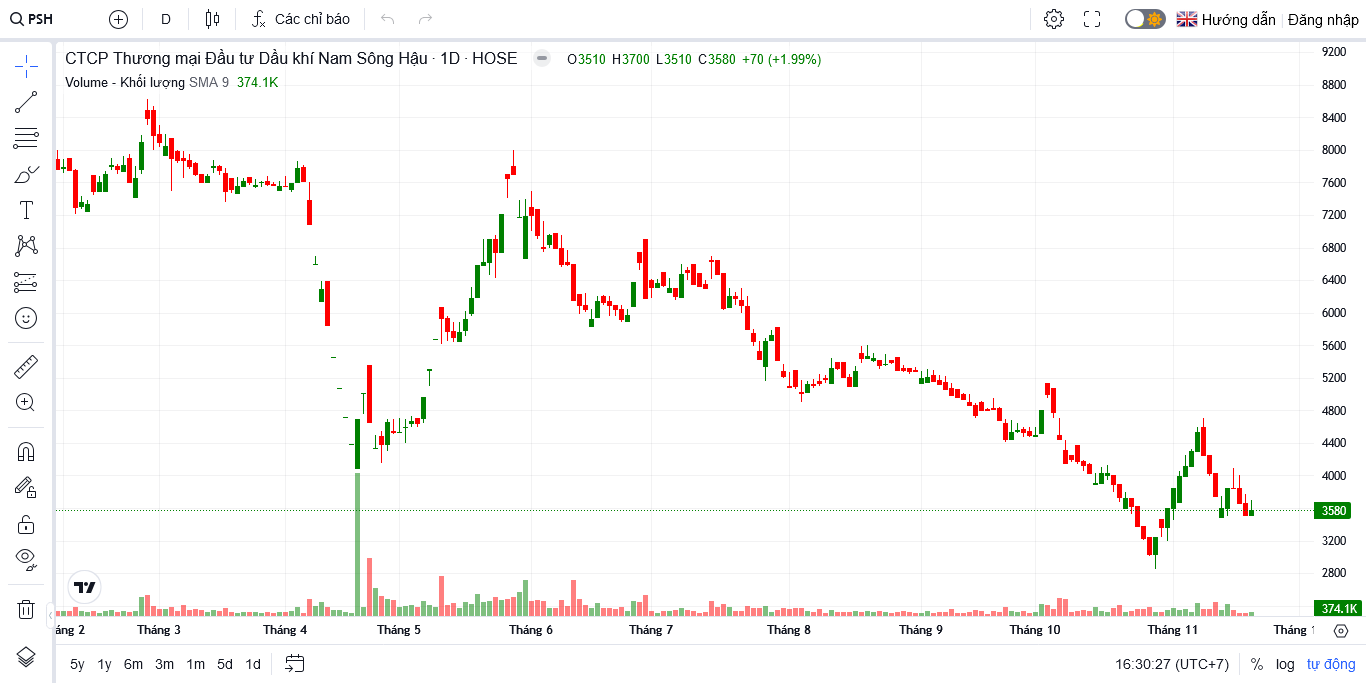 PSH D Các chỉ báo Hướng dẫn Đăng nhập
CTCP Thương mại Đầu tư Dầu khí Nam Sông Hậu · 1D · HOSE O3510 H3700 L3510 C3580 +70 (+1.99%)
Volume - Khối lượng SMA 9 374.1K
9200
8800
8400
8000
7600
7200
6800
6400
6000
5600
5200
4800
4400
4000
3580
3200
2800
374.1K
áng 2 Tháng 3 Tháng 4 Tháng 5 Tháng 6 Tháng 7 Tháng 8 Tháng 9 Tháng 10 Tháng 11 Tháng 1
5y 1y 6m 3m 1m 5d 1d 16:30:27 (UTC+7) % log tự động